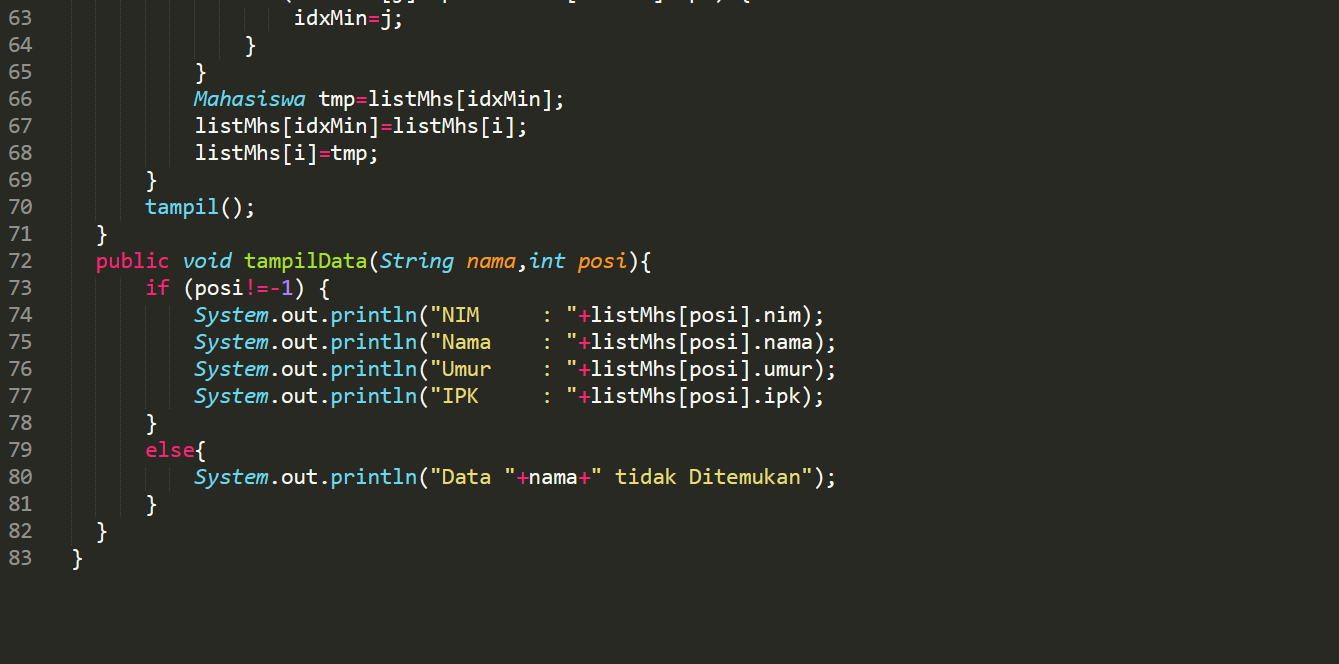 63 idxMin=j;
64 }
65 }
66 Mahasiswa tmp=listMhs[idxMin];
67 listMhs[idxMin]=listMhs[i];
68 listMhs[i]=tmp;
69 }
70 tampil();
71 }
72 public void tampilData(String nama,int posi){
73 if (posi!=-1) {
74 System.out.println("NIM     : "+listMhs[posi].nim);
75 System.out.println("Nama    : "+listMhs[posi].nama);
76 System.out.println("Umur    : "+listMhs[posi].umur);
77 System.out.println("IPK     : "+listMhs[posi].ipk);
78 }
79 else{
80 System.out.println("Data "+nama+" tidak Ditemukan");
81 }
82 }
83 }